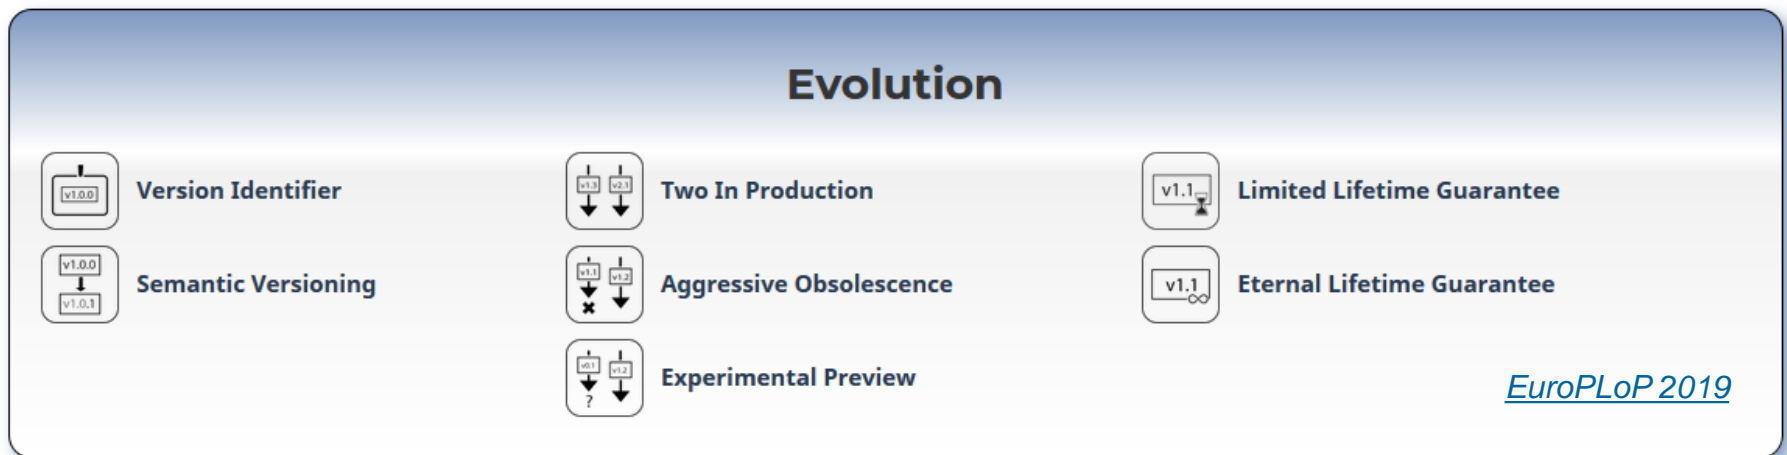 Evolution
v1.0.0
Version Identifier
v1.3 v2.1
Two In Production
v1.1
Limited Lifetime Guarantee
v1.0.0
v1.0.1
Semantic Versioning
v1.1 v1.2
Aggressive Obsolescence
v1.1
Eternal Lifetime Guarantee
v0.1 v1.2
?
Experimental Preview
EuroPLoP 2019